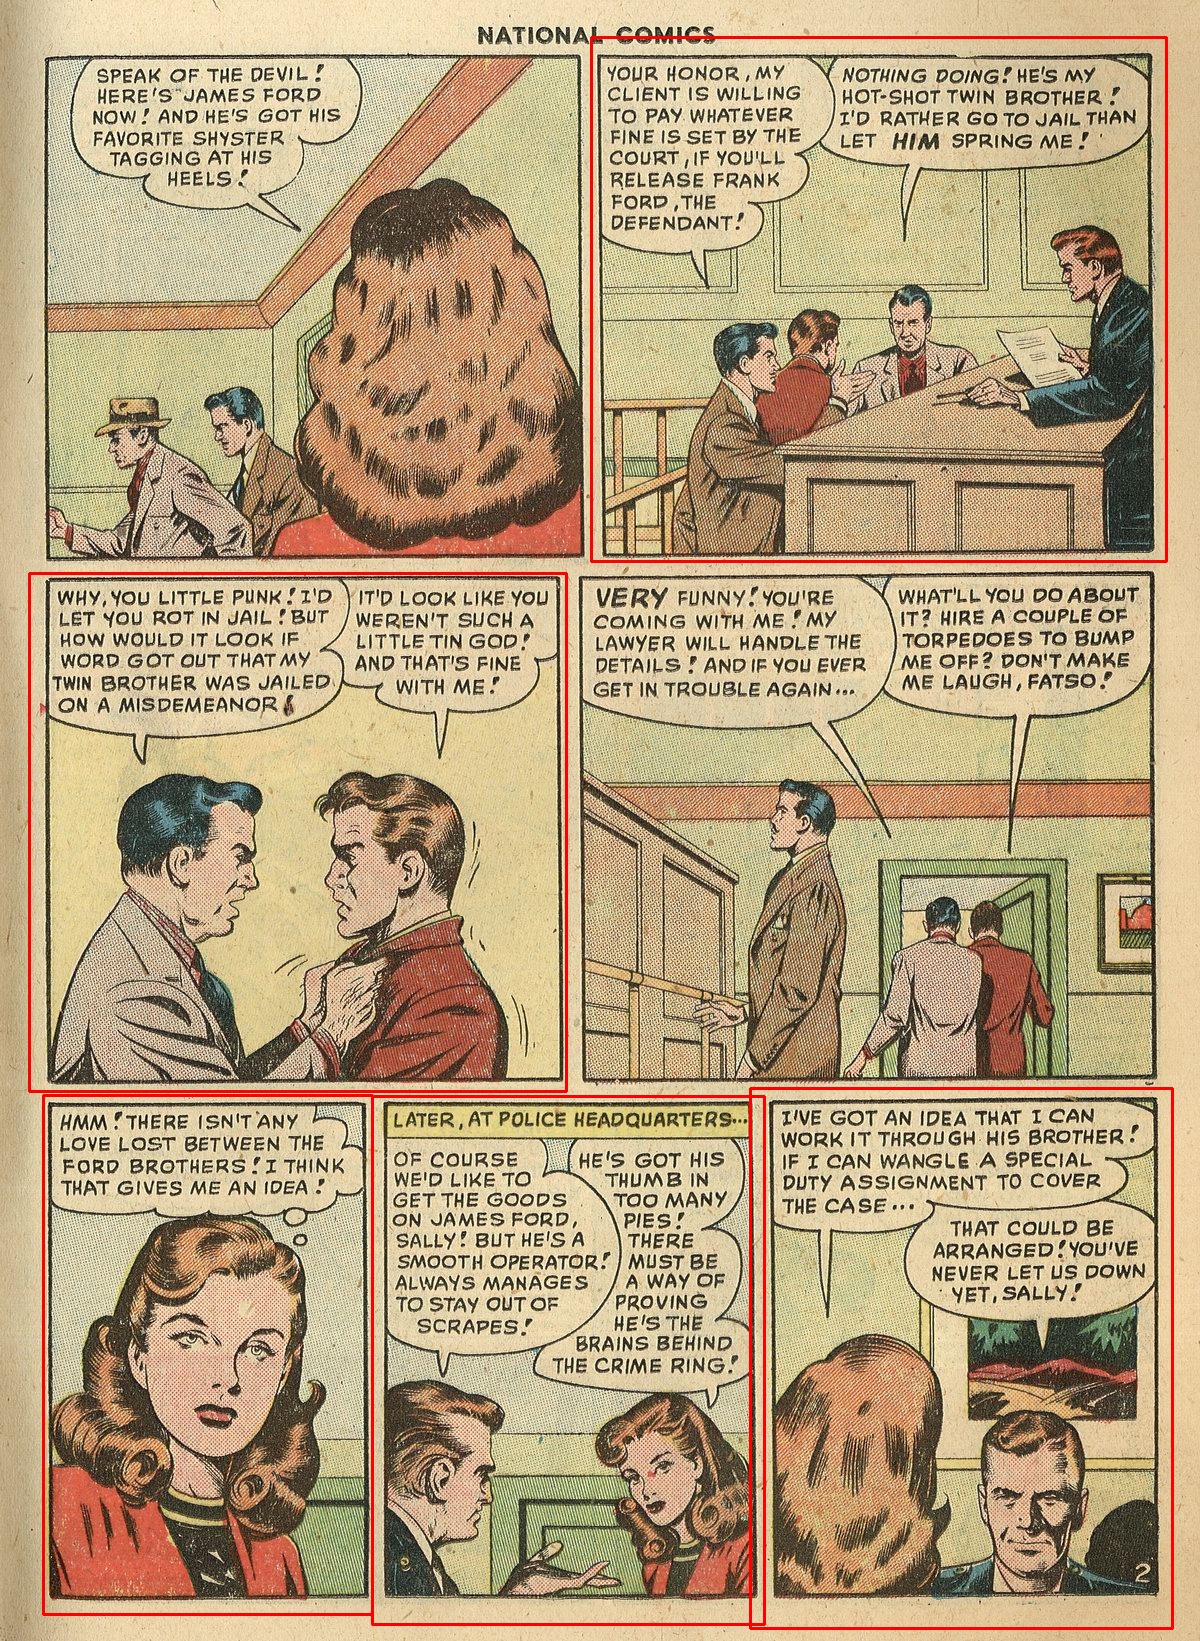 NATIONAL COMICS
SPEAK OF THE DEVIL!
HERE'S JAMES FORD
NOW! AND HE'S GOT HIS
FAVORITE SHYSTER
TAGGING AT HIS
HEELS!
YOUR HONOR, MY
CLIENT IS WILLING
TO PAY WHATEVER
FINE IS SET BY THE
COURT, IF YOU'LL
RELEASE FRANK
FORD, THE
DEFENDANT!
NOTHING DOING! HE'S MY
HOT-SHOT TWIN BROTHER!
I'D RATHER GO TO JAIL THAN
LET HIM SPRING ME!
WHY, YOU LITTLE PUNK! I'D
LET YOU ROT IN JAIL! BUT
HOW WOULD IT LOOK IF
WORD GOT OUT THAT MY
TWIN BROTHER WAS JAILED
ON A MISDEMEANOR!
IT'D LOOK LIKE YOU
WEREN'T SUCH A
LITTLE TIN GOD!
AND THAT'S FINE
WITH ME!
VERY FUNNY! YOU'RE
COMING WITH ME! MY
LAWYER WILL HANDLE THE
DETAILS! AND IF YOU EVER
GET IN TROUBLE AGAIN...
WHAT'LL YOU DO ABOUT
IT? HIRE A COUPLE OF
TORPEDOES TO BUMP
ME OFF? DON'T MAKE
ME LAUGH, FATSO!
HMM! THERE ISN'T ANY
LOVE LOST BETWEEN THE
FORD BROTHERS! I THINK
THAT GIVES ME AN IDEA!
LATER, AT POLICE HEADQUARTERS...
OF COURSE
WE'D LIKE TO
GET THE GOODS
ON JAMES FORD,
SALLY! BUT HE'S A
SMOOTH OPERATOR!
ALWAYS MANAGES
TO STAY OUT OF
SCRAPES!
HE'S GOT HIS
THUMB IN
TOO MANY
PIES!
THERE
MUST BE
A WAY OF
PROVING
HE'S THE
BRAINS BEHIND
THE CRIME RING!
I'VE GOT AN IDEA THAT I CAN
WORK IT THROUGH HIS BROTHER!
IF I CAN WANGLE A SPECIAL
DUTY ASSIGNMENT TO COVER
THE CASE...
THAT COULD BE
ARRANGED! YOU'VE
NEVER LET US DOWN
YET, SALLY!
2